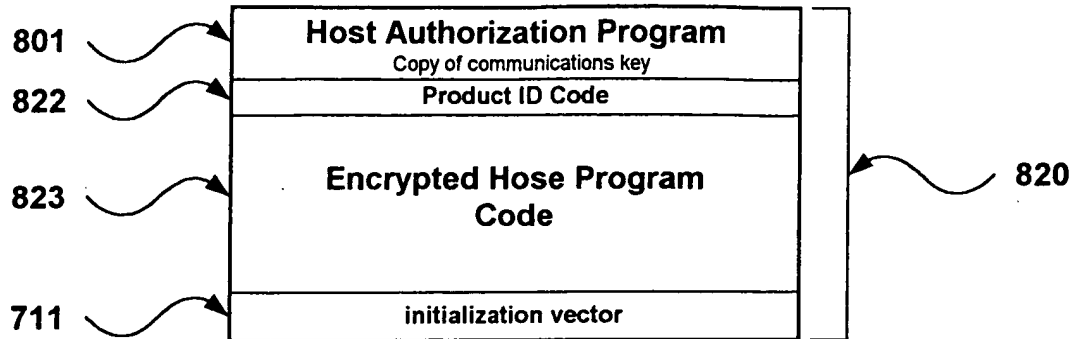 801
Host Authorization Program
Copy of communications key
822
Product ID Code
823
Encrypted Hose Program
Code
820
711
initialization vector